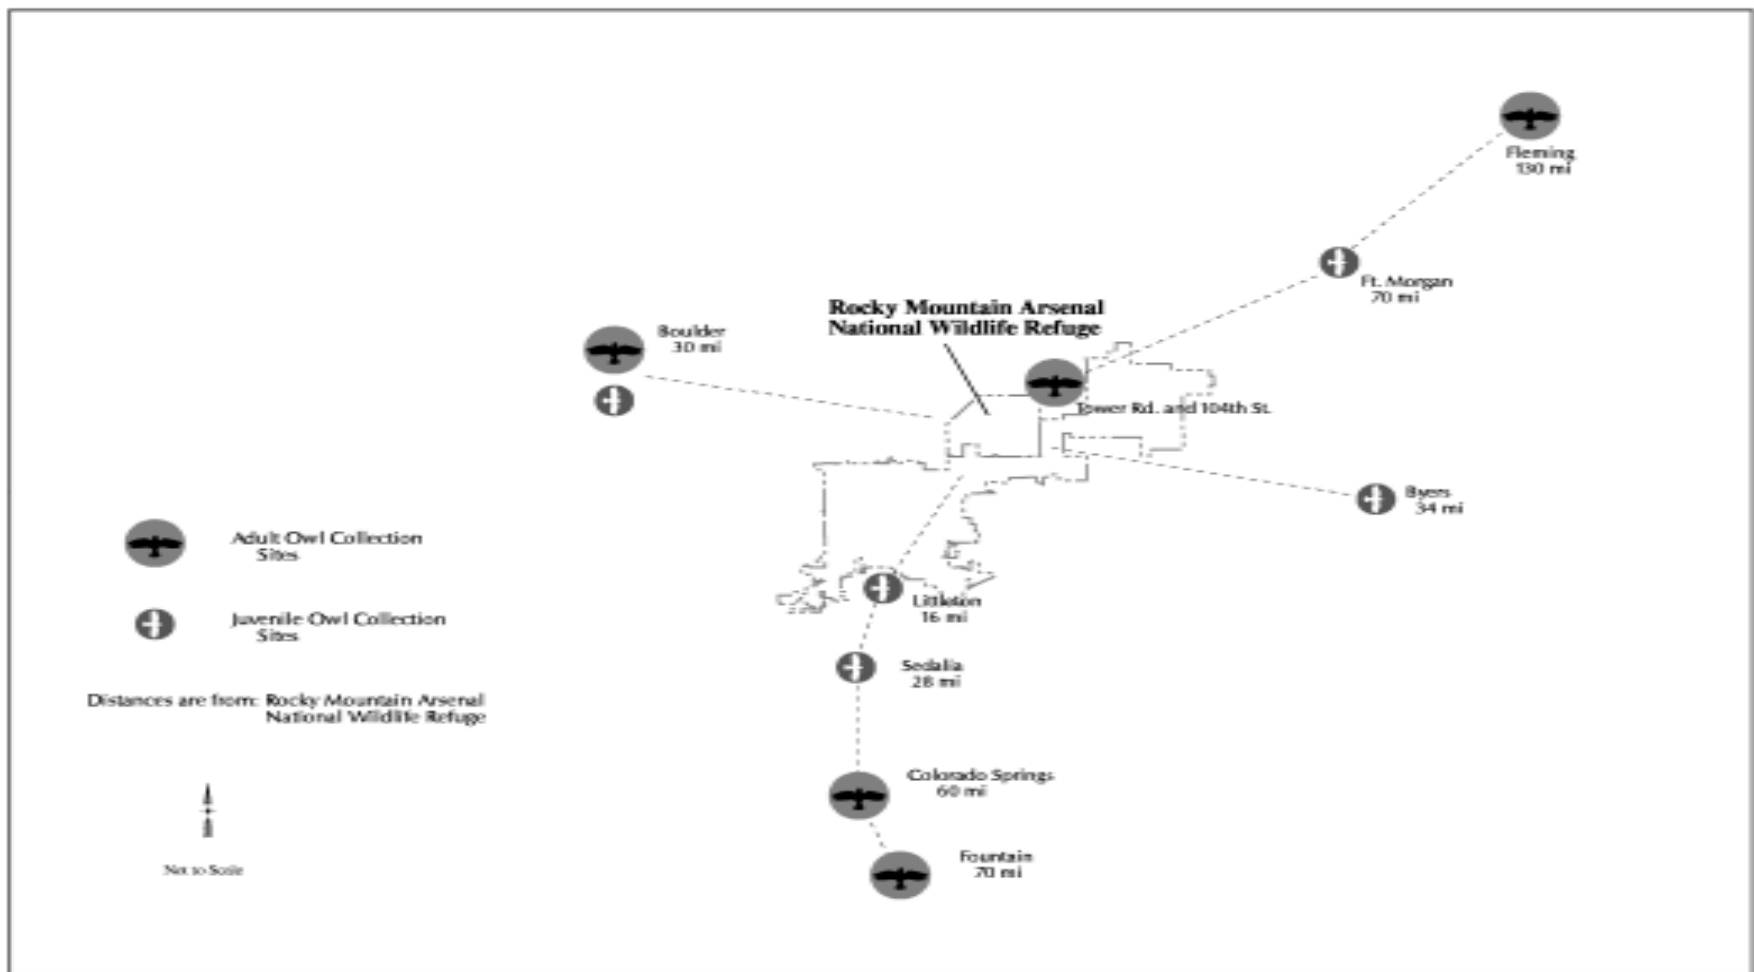 Fleming
130 mi
Ft. Morgan
70 mi
Rocky Mountain Arsenal
National Wildlife Refuge
Boulder
30 mi
Tower Rd. and 104th St.
Byers
34 mi
Adult Owl Collection
Sites
Littleton
16 mi
Juvenile Owl Collection
Sites
Sedalia
28 mi
Distances are from: Rocky Mountain Arsenal
National Wildlife Refuge
Colorado Springs
60 mi
Not to Scale
Fountain
70 mi